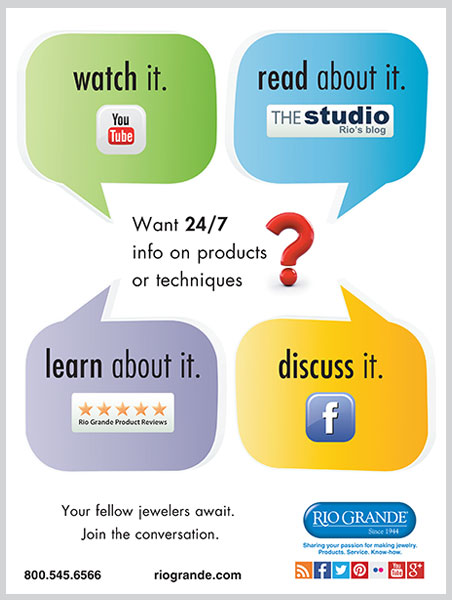 watch it.
You
Tube
read about it.
THE studio
Rio's blog
Want 24/7
info on products
or techniques
?
learn about it.
Rio Grande Product Reviews
discuss it.
f
Your fellow jewelers await.
Join the conversation.
RIO GRANDE®
Since 1944
Sharing your passion for making jewelry.
Products. Service. Know-how.
800.545.6566
riogrande.com
f
You
Tube
g+